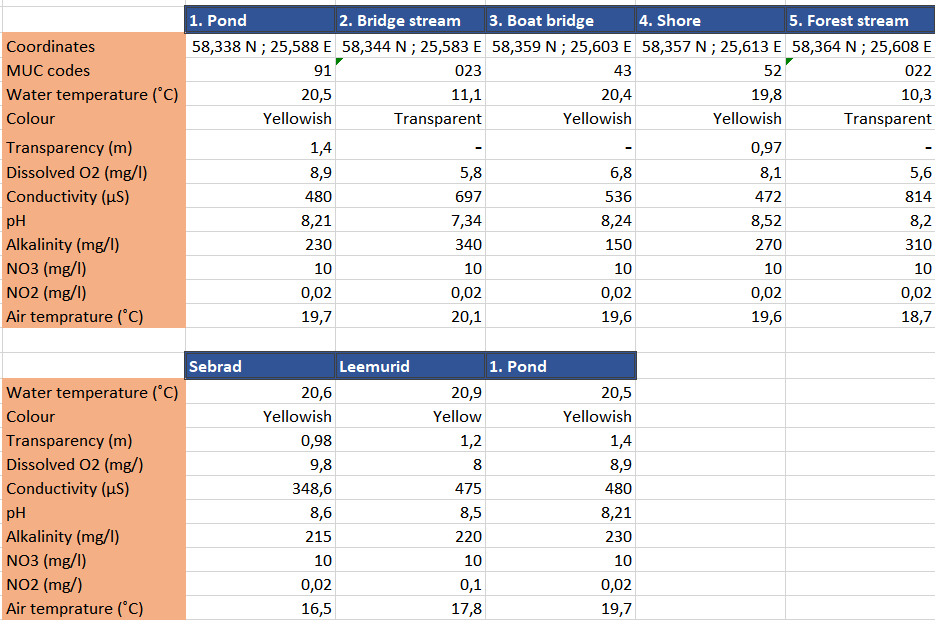 1. Pond 2. Bridge stream 3. Boat bridge 4. Shore 5. Forest stream
Coordinates 58,338 N ; 25,588 E 58,344 N ; 25,583 E 58,359 N ; 25,603 E 58,357 N ; 25,613 E 58,364 N ; 25,608 E
MUC codes 91 023 43 52 022
Water temperature (˚C) 20,5 11,1 20,4 19,8 10,3
Colour Yellowish Transparent Yellowish Yellowish Transparent
Transparency (m) 1,4 - - 0,97 -
Dissolved O2 (mg/l) 8,9 5,8 6,8 8,1 5,6
Conductivity (µS) 480 697 536 472 814
pH 8,21 7,34 8,24 8,52 8,2
Alkalinity (mg/l) 230 340 150 270 310
NO3 (mg/l) 10 10 10 10 10
NO2 (mg/l) 0,02 0,02 0,02 0,02 0,02
Air temprature (˚C) 19,7 20,1 19,6 19,6 18,7
Sebrad Leemurid 1. Pond
Water temperature (˚C) 20,6 20,9 20,5
Colour Yellowish Yellow Yellowish
Transparency (m) 0,98 1,2 1,4
Dissolved O2 (mg/) 9,8 8 8,9
Conductivity (µS) 348,6 475 480
pH 8,6 8,5 8,21
Alkalinity (mg/l) 215 220 230
NO3 (mg/l) 10 10 10
NO2 (mg/) 0,02 0,1 0,02
Air temprature (˚C) 16,5 17,8 19,7